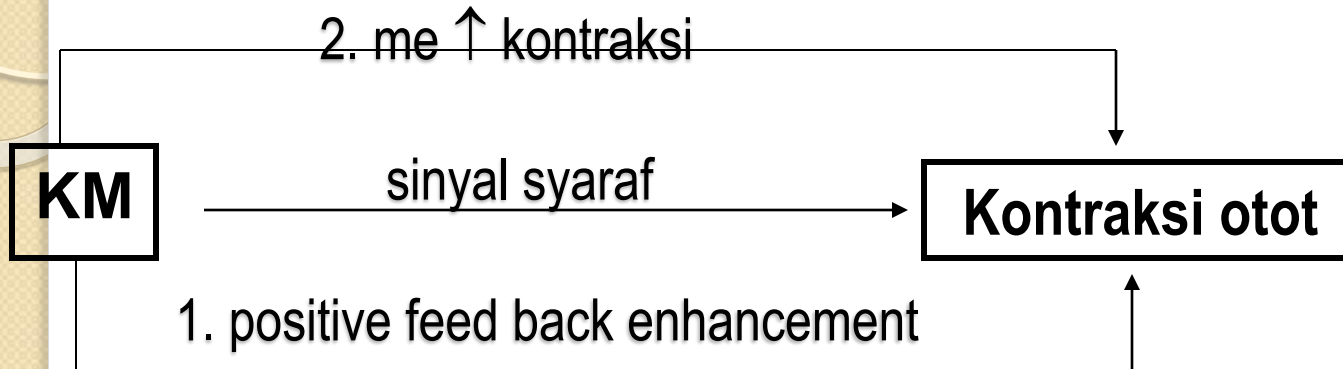 2. me ↑ kontraksi
KM
sinyal syaraf
Kontraksi otot
1. positive feed back enhancement